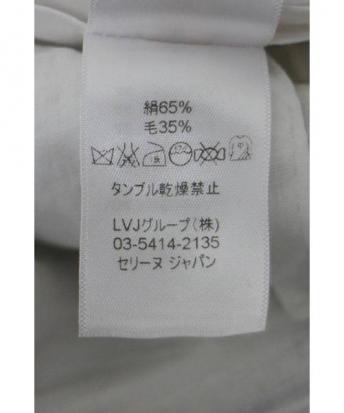 絹65%
毛35%
タンブル乾燥禁止
LVJグループ(株)
03-5414-2135
セリーヌ ジャパン